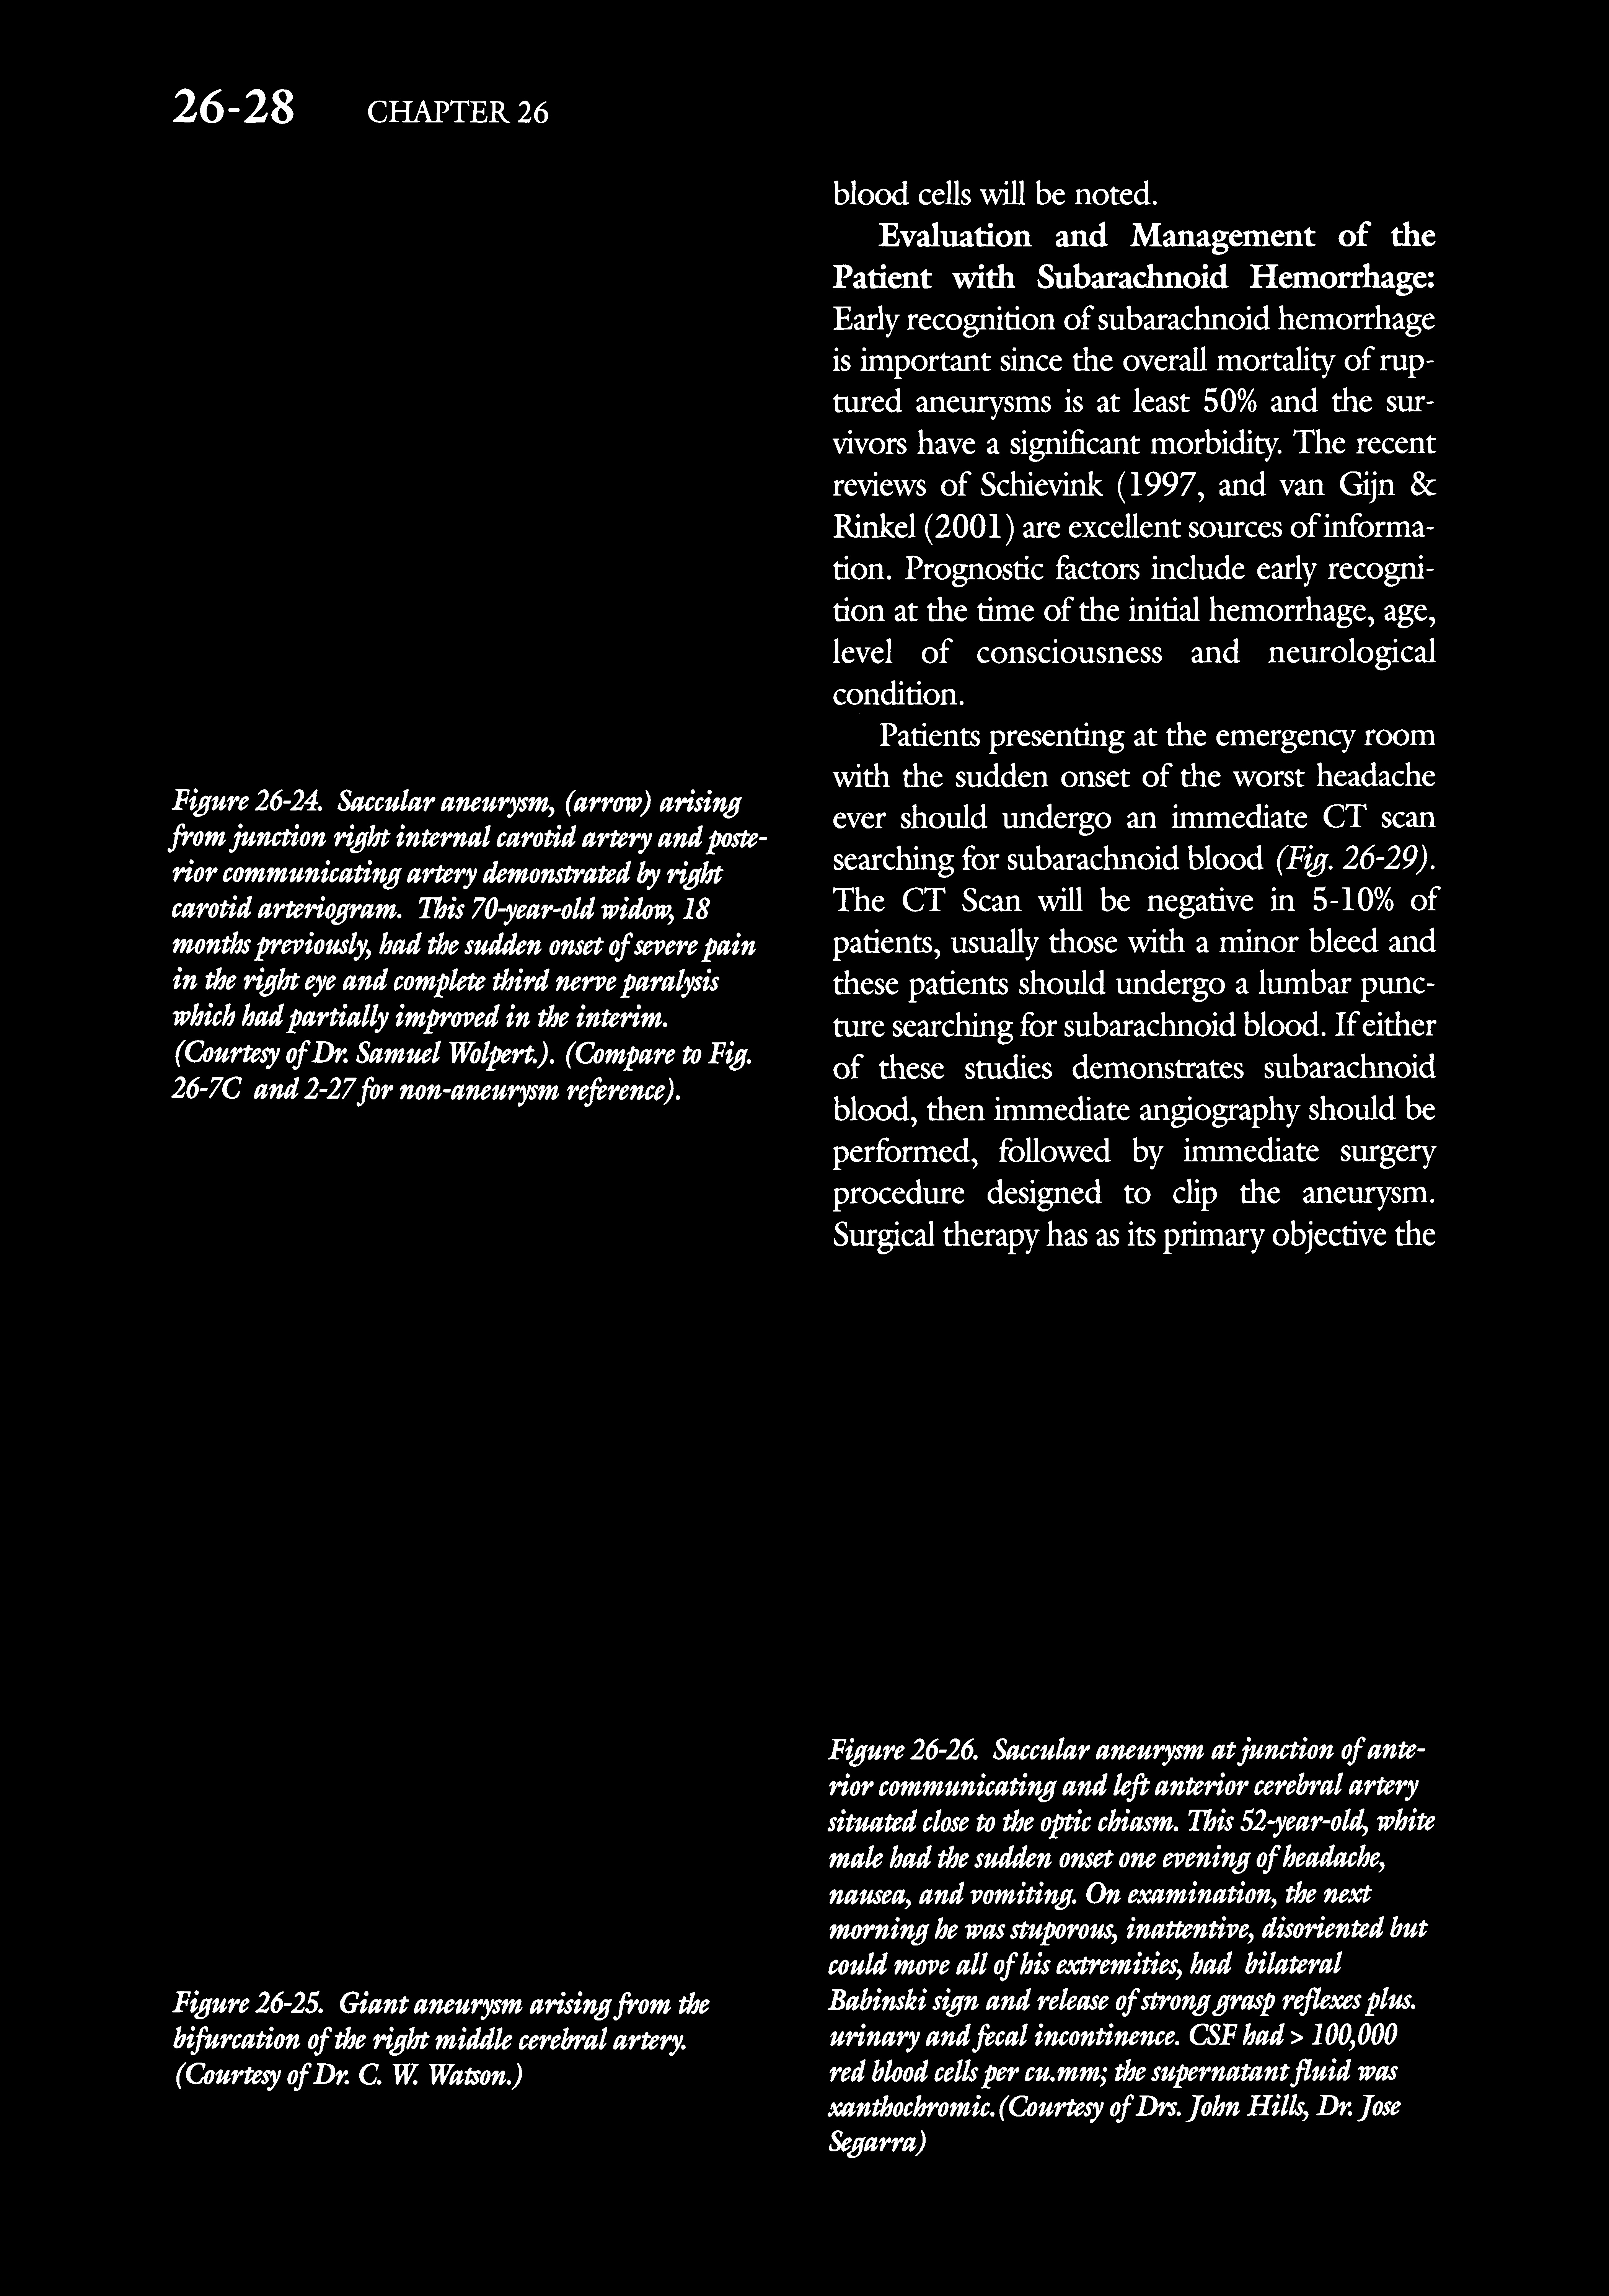 26-28 CHAPTER 26
Figure 26-24. Saccular aneurysm, (arrow) arising
from junction right internal carotid artery and poste-
rior communicating artery demonstrated by right
carotid arteriogram. This 70-year-old widow, 18
months previously, had the sudden onset of severe pain
in the right eye and complete third nerve paralysis
which had partially improved in the interim.
(Courtesy of Dr. Samuel Wolpert.). (Compare to Fig.
26-7C and 2-27 for non-aneurysm reference).
Figure 26-25. Giant aneurysm arising from the
bifurcation of the right middle cerebral artery.
(Courtesy of Dr. C. W. Watson.)
blood cells will be noted.
Evaluation and Management of the
Patient with Subarachnoid Hemorrhage:
Early recognition of subarachnoid hemorrhage
is important since the overall mortality of rup-
tured aneurysms is at least 50% and the sur-
vivors have a significant morbidity. The recent
reviews of Schievink (1997, and van Gijn &
Rinkel (2001) are excellent sources of informa-
tion. Prognostic factors include early recogni-
tion at the time of the initial hemorrhage, age,
level of consciousness and neurological
condition.
Patients presenting at the emergency room
with the sudden onset of the worst headache
ever should undergo an immediate CT scan
searching for subarachnoid blood (Fig. 26-29).
The CT Scan will be negative in 5-10% of
patients, usually those with a minor bleed and
these patients should undergo a lumbar punc-
ture searching for subarachnoid blood. If either
of these studies demonstrates subarachnoid
blood, then immediate angiography should be
performed, followed by immediate surgery
procedure designed to clip the aneurysm.
Surgical therapy has as its primary objective the
Figure 26-26. Saccular aneurysm at junction of ante-
rior communicating and left anterior cerebral artery
situated close to the optic chiasm. This 52-year-old, white
male had the sudden onset one evening of headache,
nausea, and vomiting. On examination, the next
morning he was stuporous, inattentive, disoriented but
could move all of his extremities, had bilateral
Babinski sign and release of strong grasp reflexes plus.
urinary and fecal incontinence. CSF had > 100,000
red blood cells per cu.mm; the supernatant fluid was
xanthochromic. (Courtesy of Drs. John Hills, Dr. Jose
Segarra)